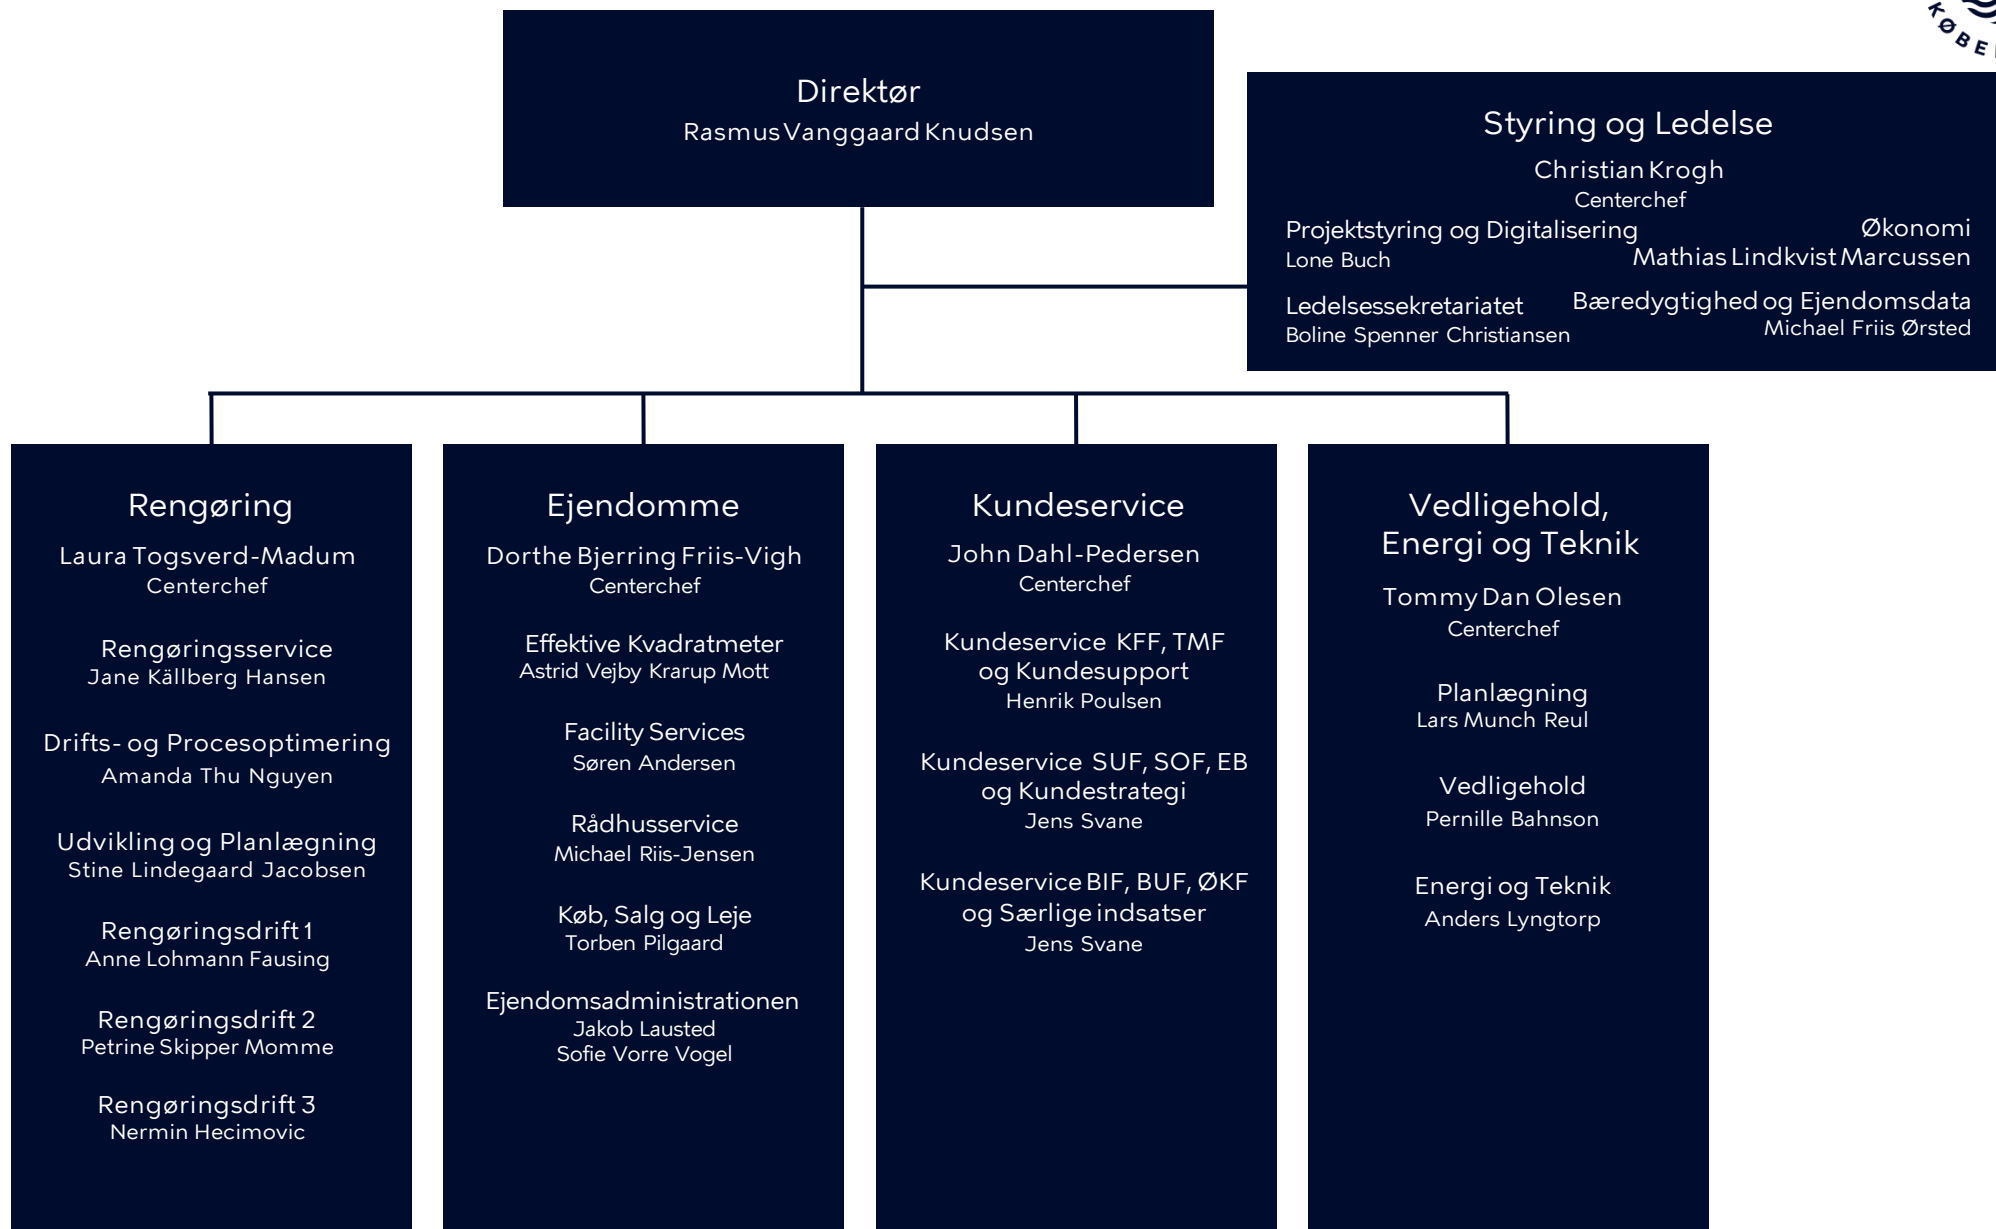 KØBE
Direktør
Rasmus Vanggaard Knudsen
Styring og Ledelse
Christian Krogh
Centerchef
Projektstyring og Digitalisering
Lone Buch
Økonomi
Mathias Lindkvist Marcussen
Ledelsessekretariatet
Boline Spenner Christiansen
Bæredygtighed og Ejendomsdata
Michael Friis Ørsted
Rengøring
Laura Togsverd-Madum
Centerchef
Rengøringsservice
Jane Källberg Hansen
Drifts- og Procesoptimering
Amanda Thu Nguyen
Udvikling og Planlægning
Stine Lindegaard Jacobsen
Rengøringsdrift 1
Anne Lohmann Fausing
Rengøringsdrift 2
Petrine Skipper Momme
Rengøringsdrift 3
Nermin Hecimovic
Ejendomme
Dorthe Bjerring Friis-Vigh
Centerchef
Effektive Kvadratmeter
Astrid Vejby Krarup Mott
Facility Services
Søren Andersen
Rådhusservice
Michael Riis-Jensen
Køb, Salg og Leje
Torben Pilgaard
Ejendomsadministrationen
Jakob Lausted
Sofie Vorre Vogel
Kundeservice
John Dahl-Pedersen
Centerchef
Kundeservice KFF, TMF
og Kundesupport
Henrik Poulsen
Kundeservice SUF, SOF, EB
og Kundestrategi
Jens Svane
Kundeservice BIF, BUF, ØKF
og Særlige indsatser
Jens Svane
Vedligehold,
Energi og Teknik
Tommy Dan Olesen
Centerchef
Planlægning
Lars Munch Reul
Vedligehold
Pernille Bahnson
Energi og Teknik
Anders Lyngtorp